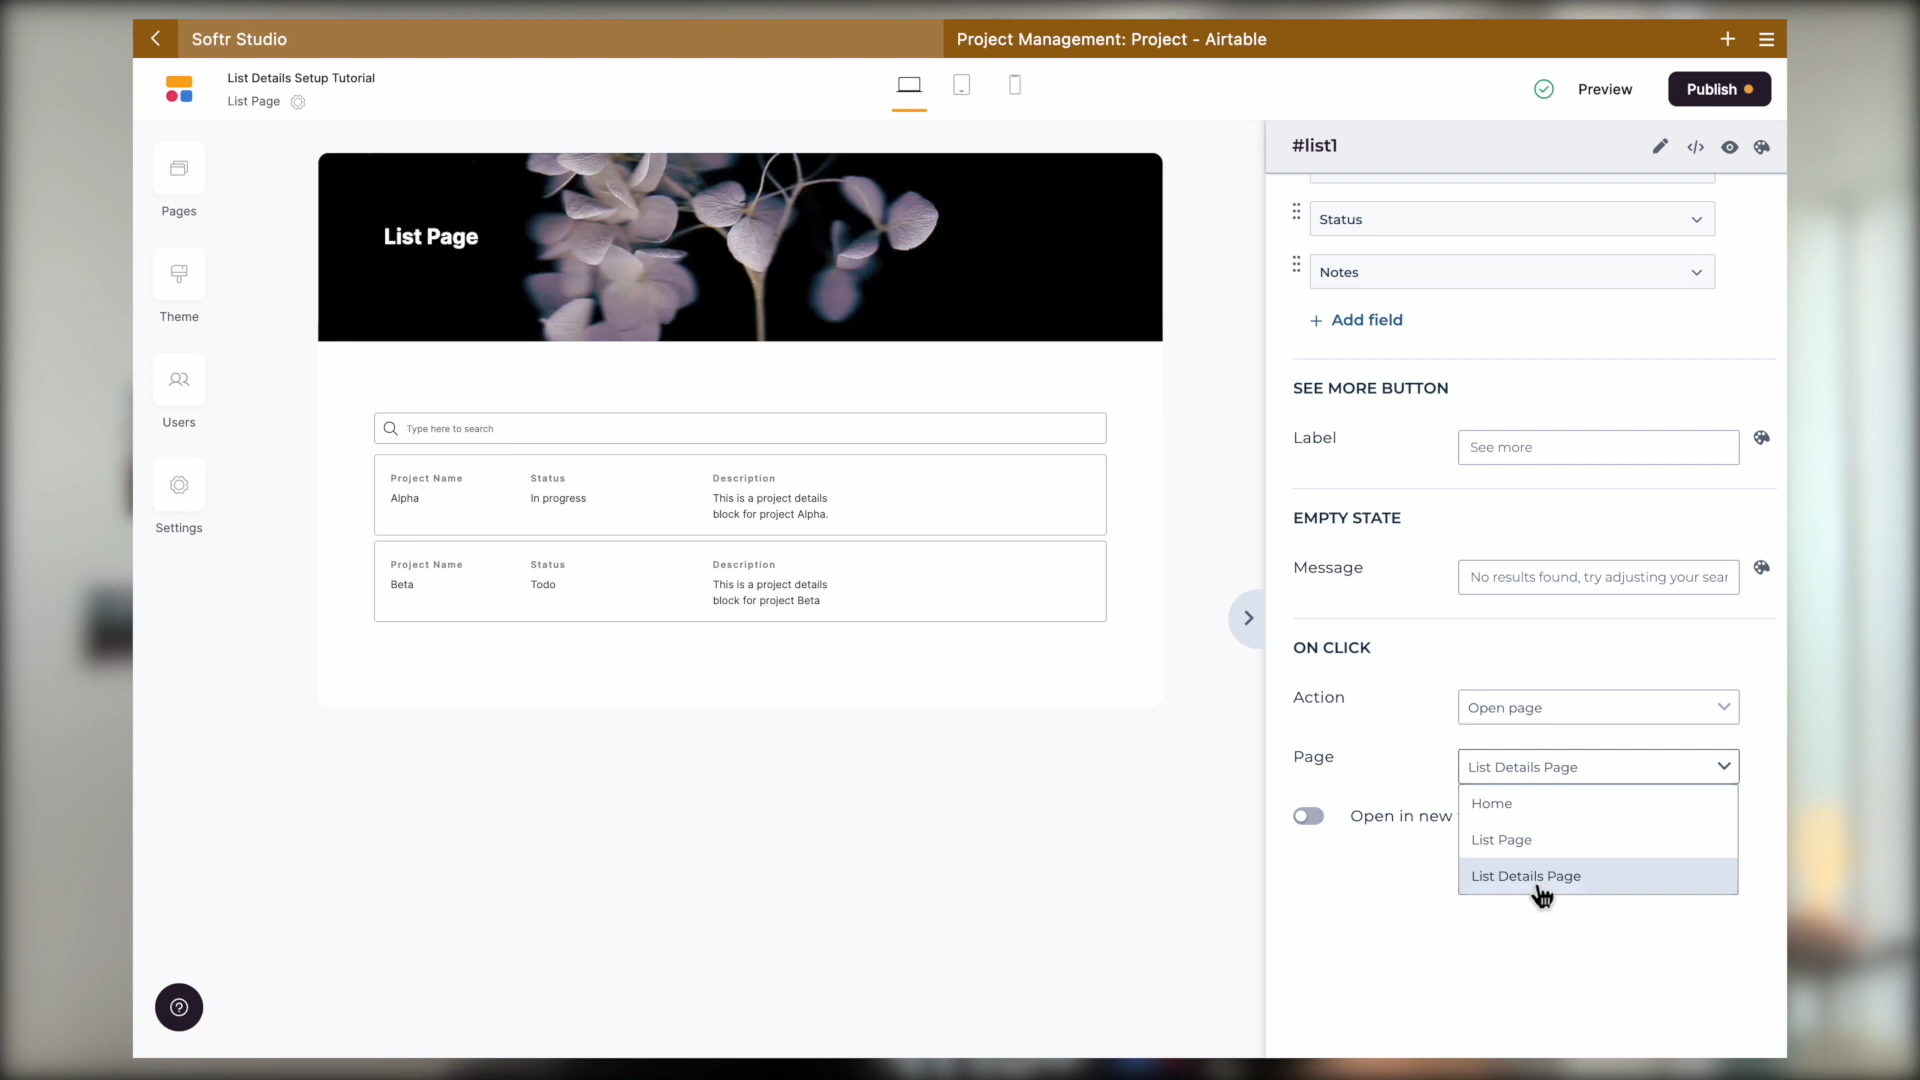 Softr Studio
Project Management: Project - Airtable
List Details Setup Tutorial
List Page
Preview
Publish
Pages
Theme
Users
Settings
List Page
Type here to search
Project Name Status Description
Alpha In progress This is a project details
block for project Alpha.
Project Name Status Description
Beta Todo This is a project details
block for project Beta
#list1
Status
Notes
+ Add field
SEE MORE BUTTON
Label
See more
EMPTY STATE
Message
No results found, try adjusting your sear
ON CLICK
Action
Open page
Page
List Details Page
Home
Open in new
List Page
List Details Page